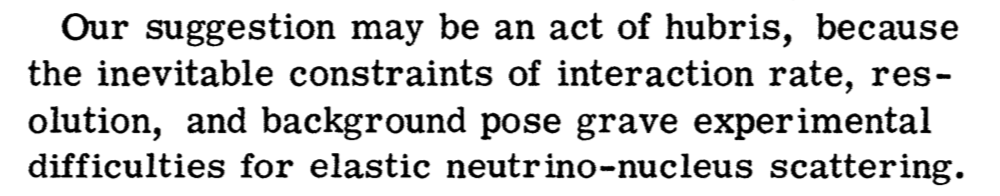 Our suggestion may be an act of hubris, because
the inevitable constraints of interaction rate, res-
olution, and background pose grave experimental
difficulties for elastic neutrino-nucleus scattering.